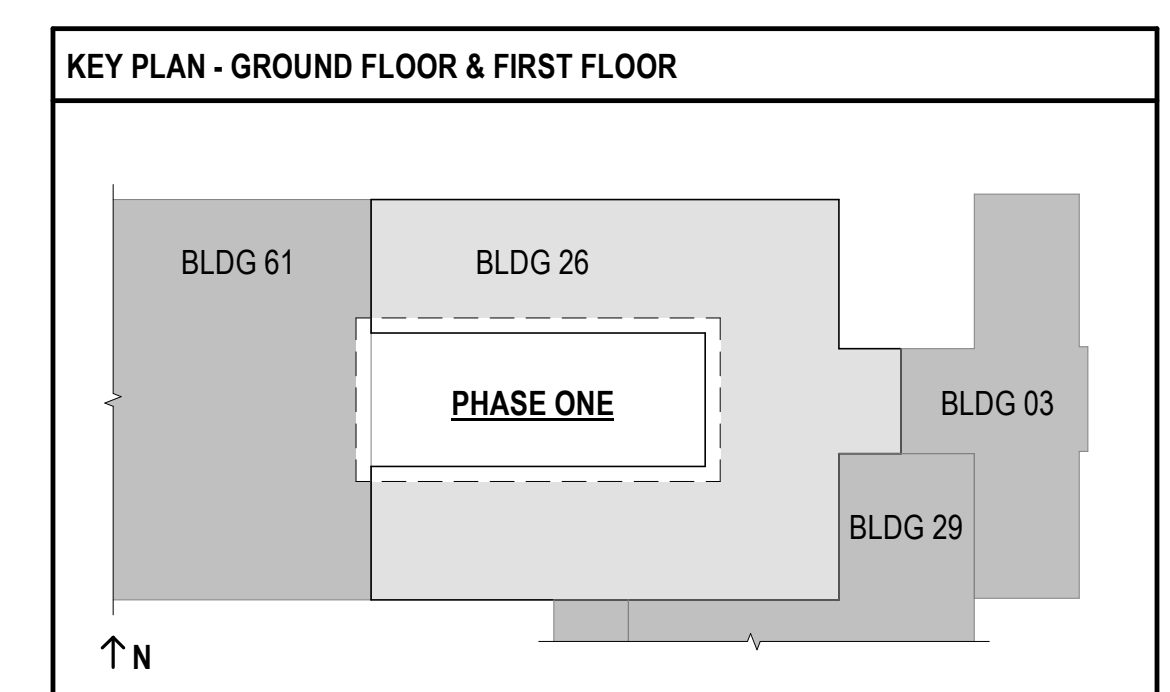 KEY PLAN - GROUND FLOOR & FIRST FLOOR
BLDG 61
BLDG 26
PHASE ONE
BLDG 03
BLDG 29
N